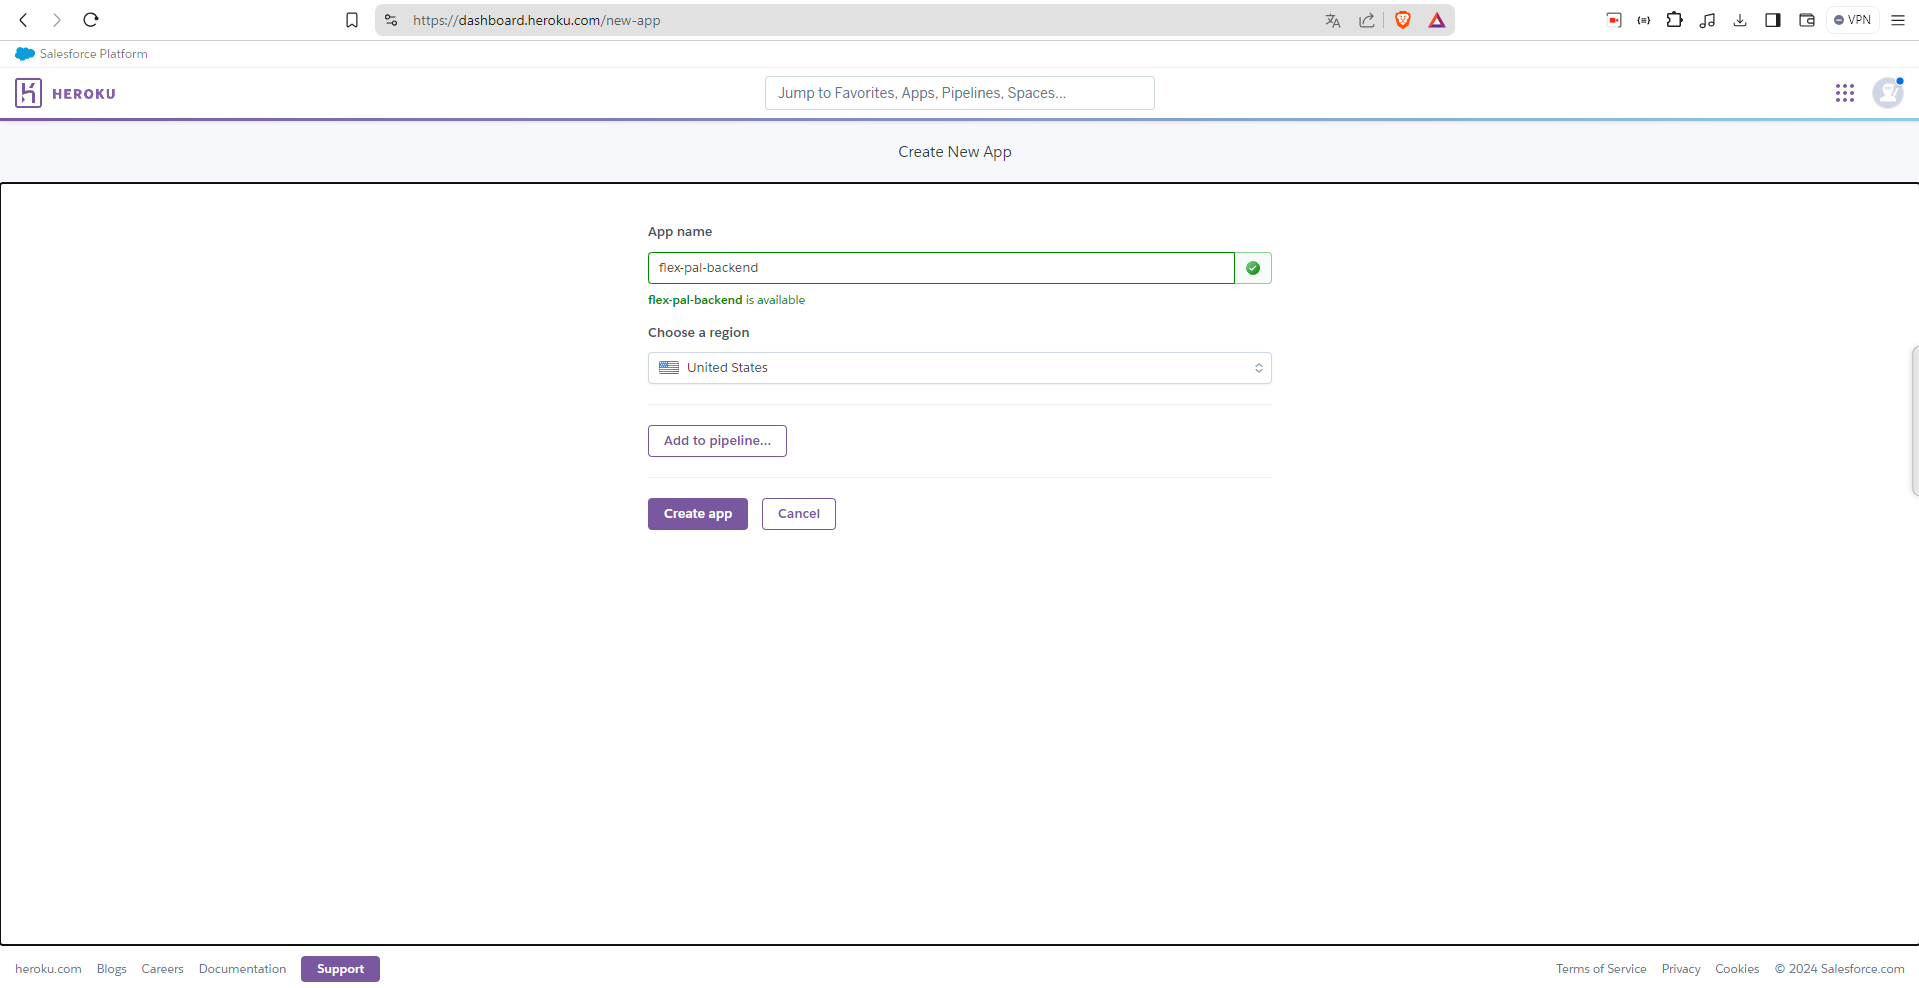 https://dashboard.heroku.com/new-app
VPN
Salesforce Platform
HEROKU
Jump to Favorites, Apps, Pipelines, Spaces...
Create New App
App name
flex-pal-backend
flex-pal-backend is available
Choose a region
United States
Add to pipeline...
Create app
Cancel
heroku.com Blogs Careers Documentation Support Terms of Service Privacy Cookies © 2024 Salesforce.com